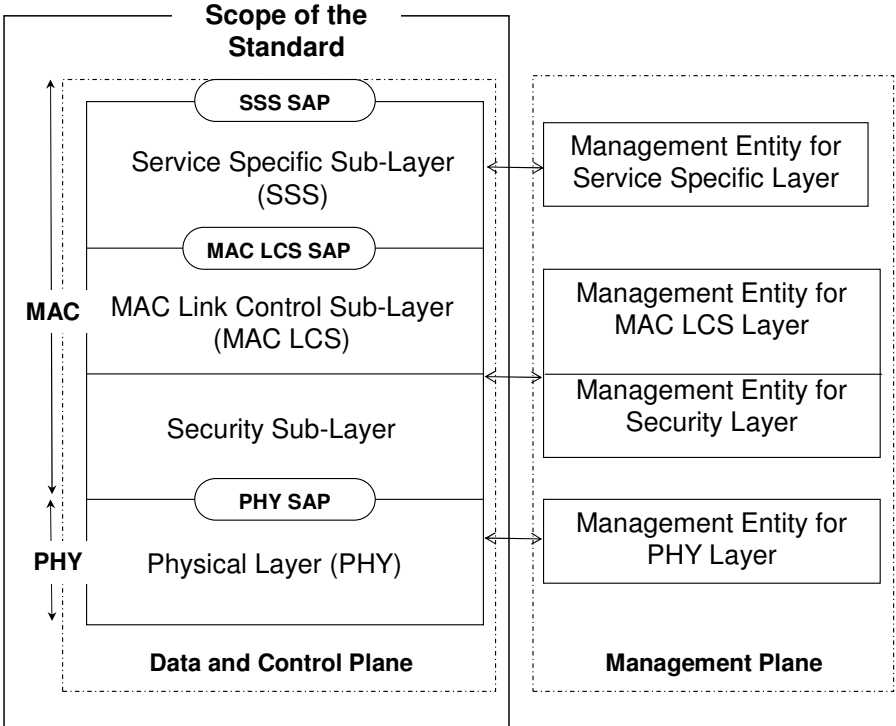 Scope of the
Standard
SSS SAP
Service Specific Sub-Layer
(SSS)
MAC LCS SAP
MAC
MAC Link Control Sub-Layer
(MAC LCS)
Security Sub-Layer
PHY SAP
PHY
Physical Layer (PHY)
Data and Control Plane
Management Entity for
Service Specific Layer
Management Entity for
MAC LCS Layer
Management Entity for
Security Layer
Management Entity for
PHY Layer
Management Plane